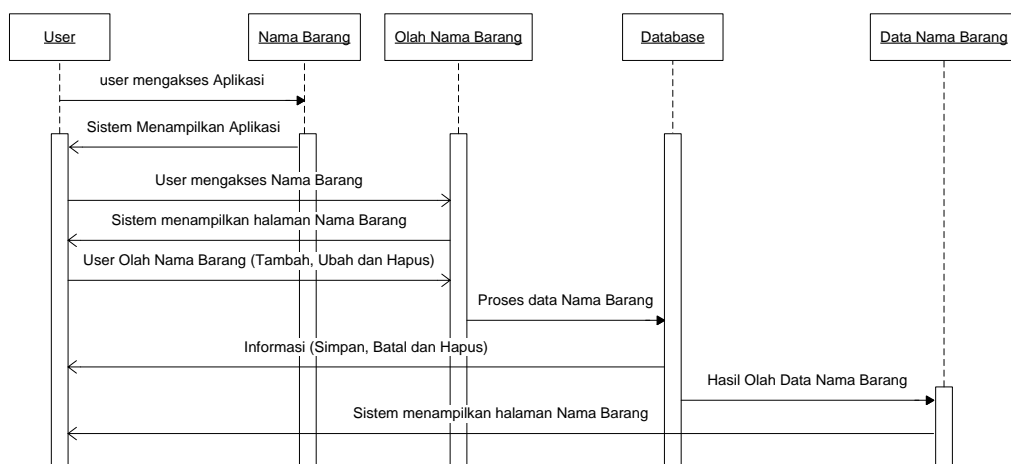 User
Nama Barang
Olah Nama Barang
Database
Data Nama Barang
user mengakses Aplikasi
Sistem Menampilkan Aplikasi
User mengakses Nama Barang
Sistem menampilkan halaman Nama Barang
User Olah Nama Barang (Tambah, Ubah dan Hapus)
Proses data Nama Barang
Informasi (Simpan, Batal dan Hapus)
Hasil Olah Data Nama Barang
Sistem menampilkan halaman Nama Barang